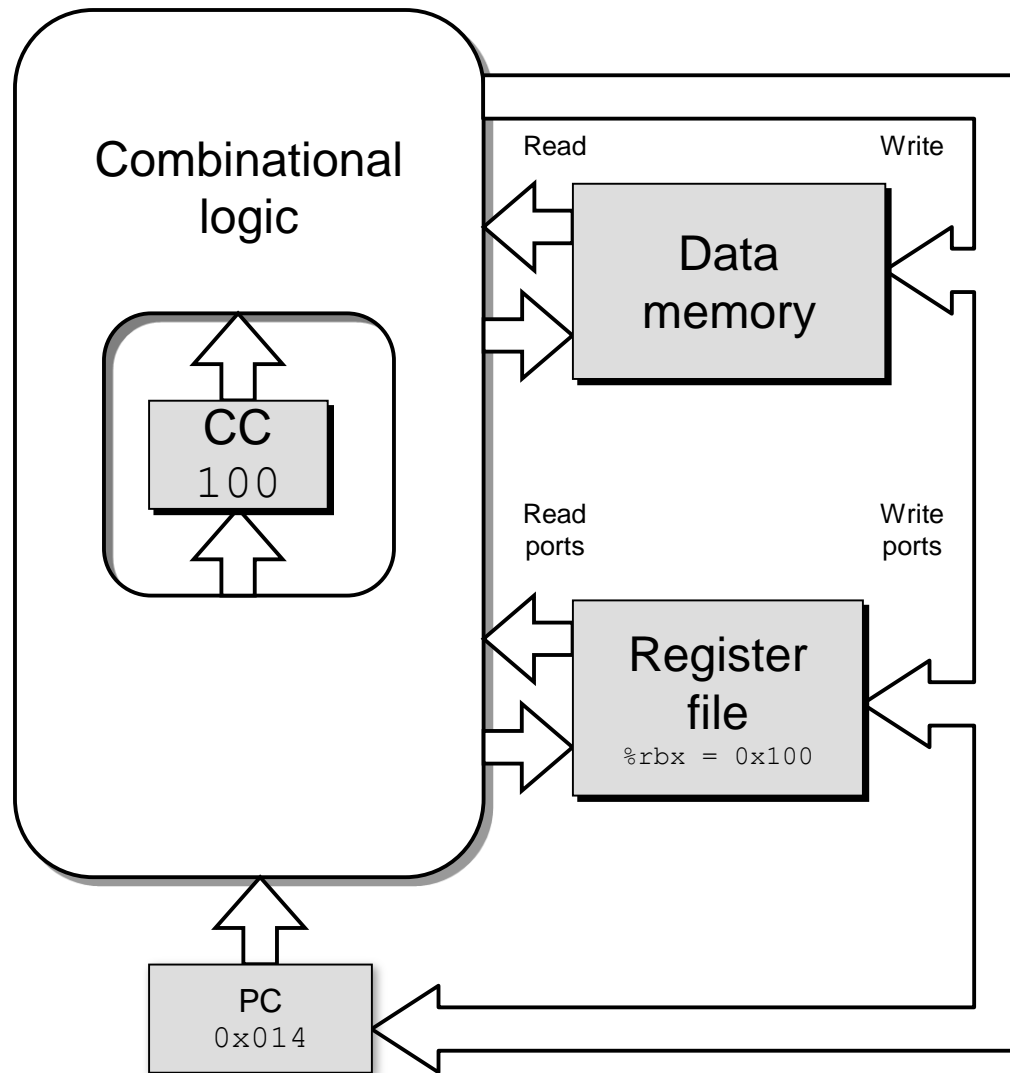 Combinational
logic
CC
100
Read
Write
Data
memory
Read
ports
Write
ports
Register
file
%rbx = 0x100
PC
0x014